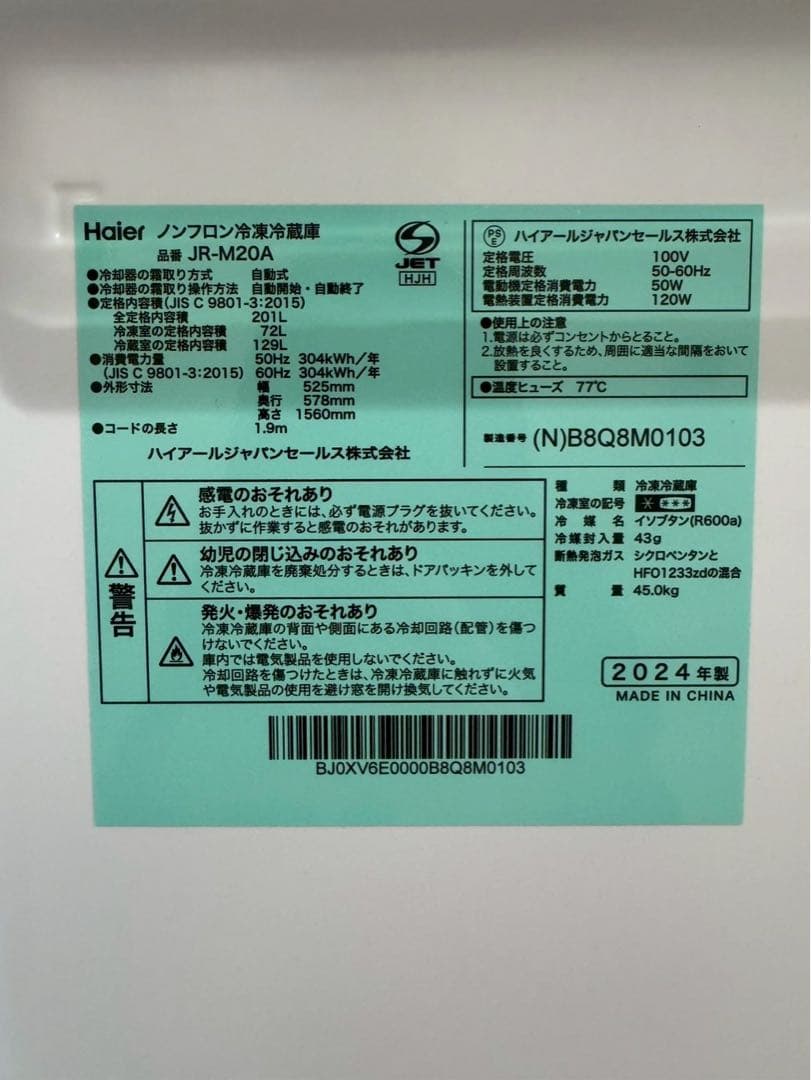 Haier ノンフロン冷凍冷蔵庫
品番 JR-M20A
●冷却器の霜取り方式 自動式
●冷却器の霜取り操作方法 自動開始・自動終了
●定格内容積(JIS C 9801-3:2015)
全定格内容積 201L
冷凍室の定格内容積 72L
冷蔵室の定格内容積 129L
●消費電力量 50Hz 304kWh/年
(JIS C 9801-3:2015) 60Hz 304kWh/年
●外形寸法 幅 525mm
奥行 578mm
高さ 1560mm
●コードの長さ 1.9m
ハイアールジャパンセールス株式会社
JET
HJH
PSE ハイアールジャパンセールス株式会社
定格電圧 100V
定格周波数 50-60Hz
電動機定格消費電力 50W
電熱装置定格消費電力 120W
●使用上の注意
1.電源は必ずコンセントからとること。
2.放熱を良くするため、周囲に適当な間隔をおいて
設置すること。
●温度ヒューズ 77℃
製造番号 (N)B8Q8M0103
警告
感電のおそれあり
お手入れのときには、必ず電源プラグを抜いてください。
抜かずに作業すると感電のおそれがあります。
幼児の閉じ込みのおそれあり
冷凍冷蔵庫を廃棄処分するときは、ドアパッキンを外して
ください。
発火・爆発のおそれあり
冷凍冷蔵庫の背面や側面にある冷却回路(配管)を傷つ
けないでください。
庫内では電気製品を使用しないでください。
冷却回路を傷つけたときは、冷凍冷蔵庫に触れずに火気
や電気製品の使用を避け窓を開け換気してください。
種類 冷凍冷蔵庫
冷凍室の記号 * ***
冷媒名 イソブタン(R600a)
冷媒封入量 43g
断熱発泡ガス シクロペンタンと
HFO1233zdの混合
質量 45.0kg
2024年製
MADE IN CHINA
BJ0XV6E0000B8Q8M0103